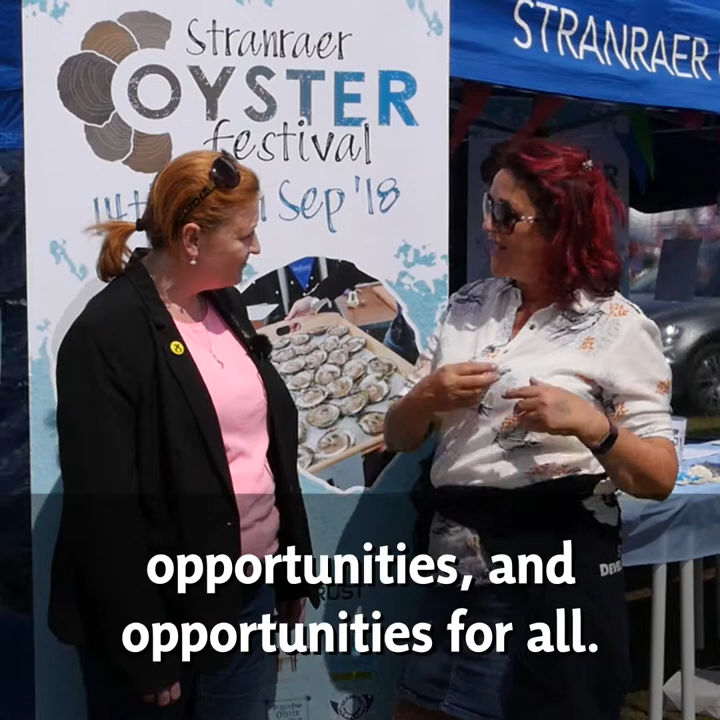 Stranraer
OYSTER
festival
Sep '18
STRANRAER
opportunities, and
opportunities for all.